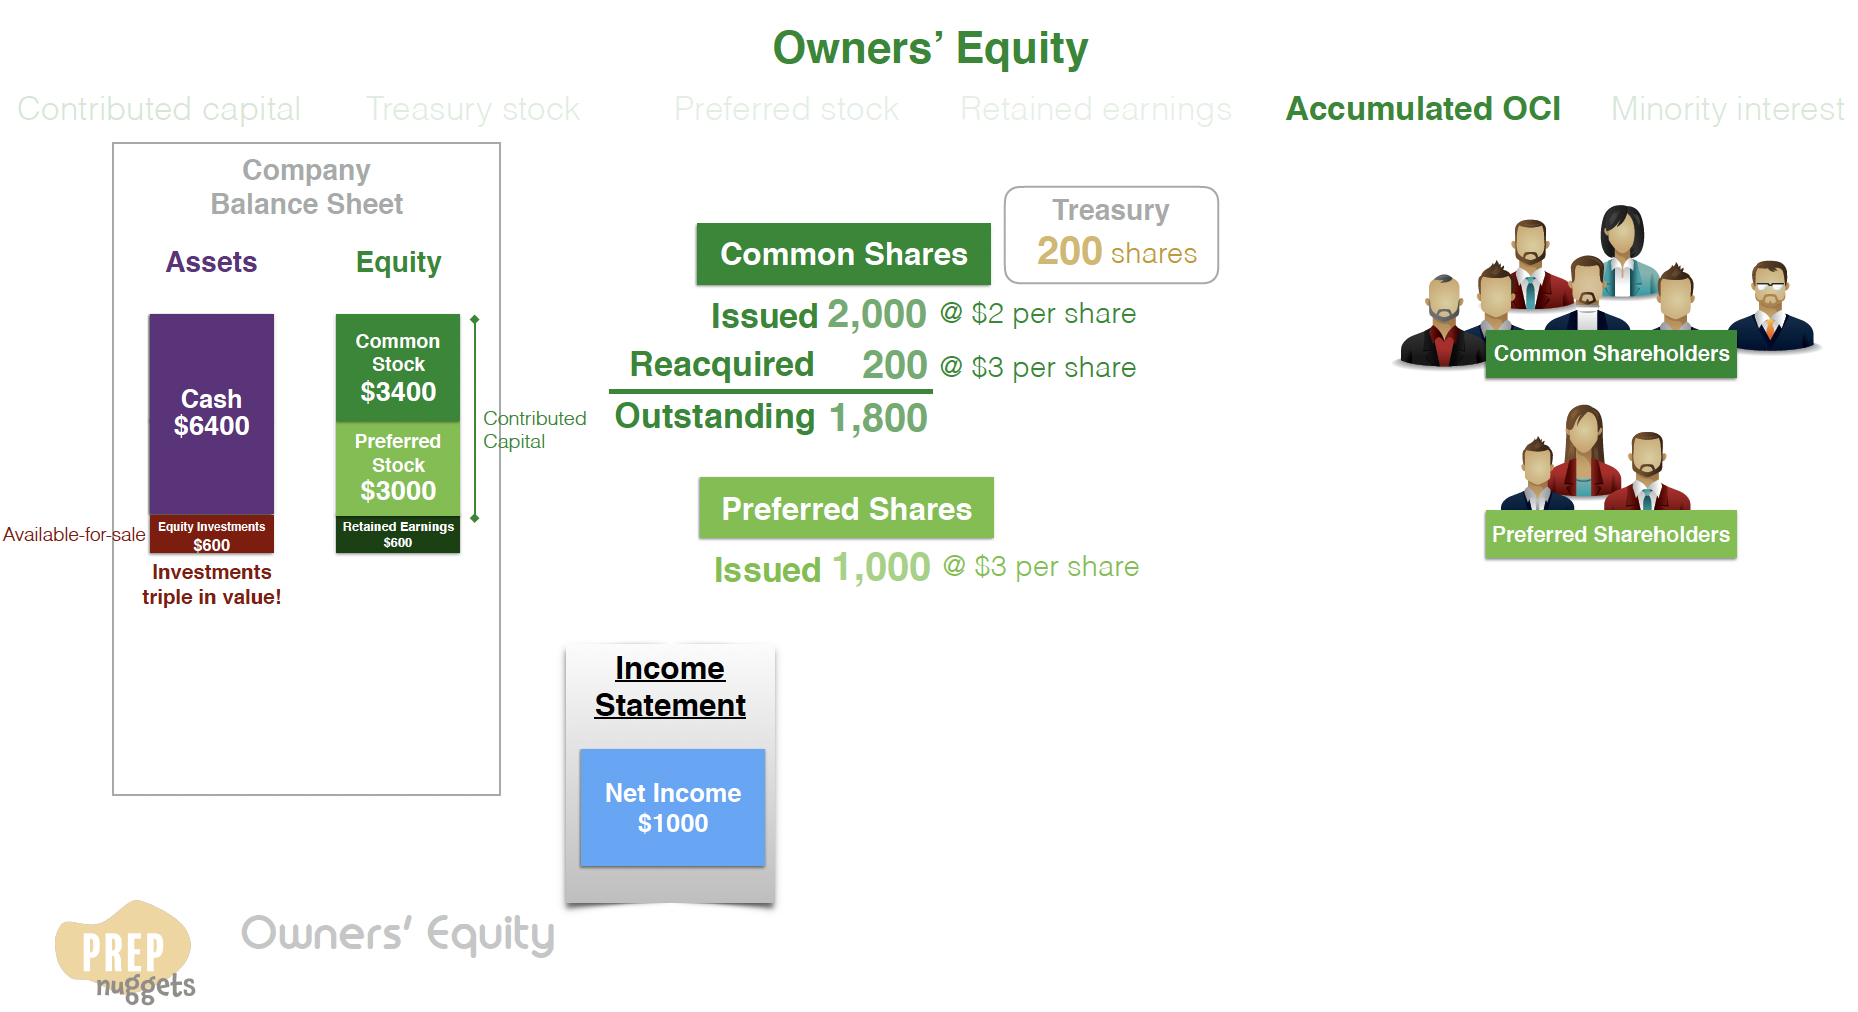 Owners’ Equity
Contributed capital
Treasury stock
Preferred stock
Retained earnings
Accumulated OCI
Minority interest
Company
Balance Sheet
Assets
Equity
Cash
$6400
Common
Stock
$3400
Preferred
Stock
$3000
Contributed
Capital
Available-for-sale
Equity Investments
$600
Retained Earnings
$600
Investments
triple in value!
Common Shares
Treasury
200 shares
Issued 2,000 @ $2 per share
Reacquired 200 @ $3 per share
Outstanding 1,800
Preferred Shares
Issued 1,000 @ $3 per share
Common Shareholders
Preferred Shareholders
Income
Statement
Net Income
$1000
PREP
nuggets
Owners’ Equity